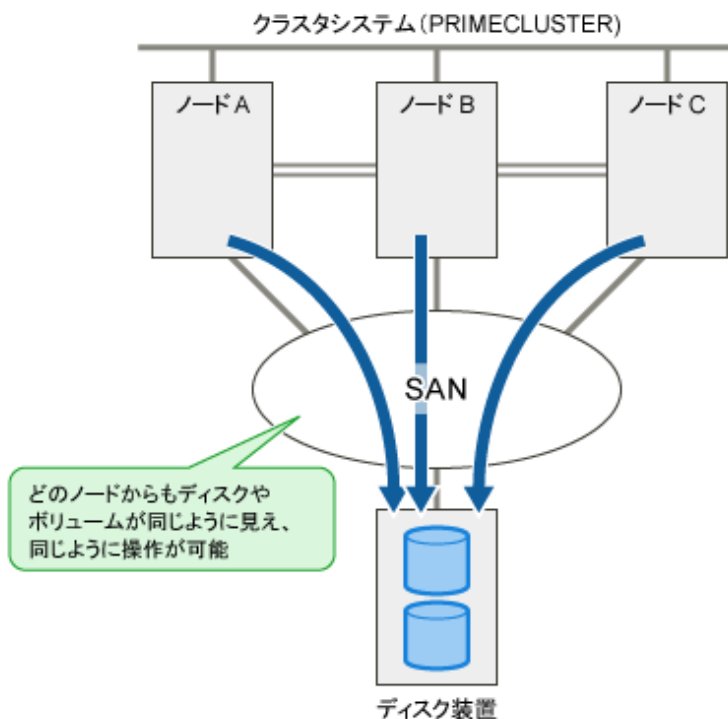 クラスタシステム(PRIMECLUSTER)
ノードA
ノードB
ノードC
SAN
どのノードからもディスクや
ボリュームが同じように見え、
同じように操作が可能
ディスク装置